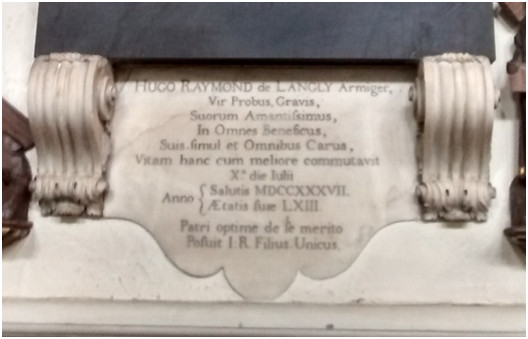 HUGO RAYMOND de LANGLY Armiger,
Vir Probus, Gravis,
Suorum Amantiſsimus,
In Omnes Beneficus,
Suis ſimul et Omnibus Carus,
Vitam hanc cum meliore commutavit
X.º die Iulii
Anno { Salutis MDCCXXXVII.
{ Ætatis ſuæ LXIII.
Patri optime de ſe merito
Poſuit I: R. Filius Unicus.